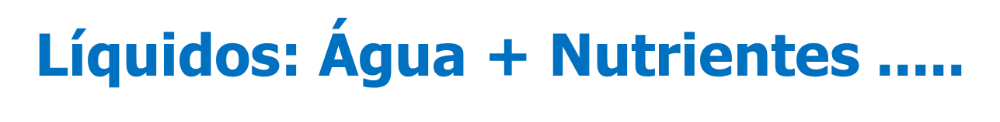 Líquidos: Água + Nutrientes .....